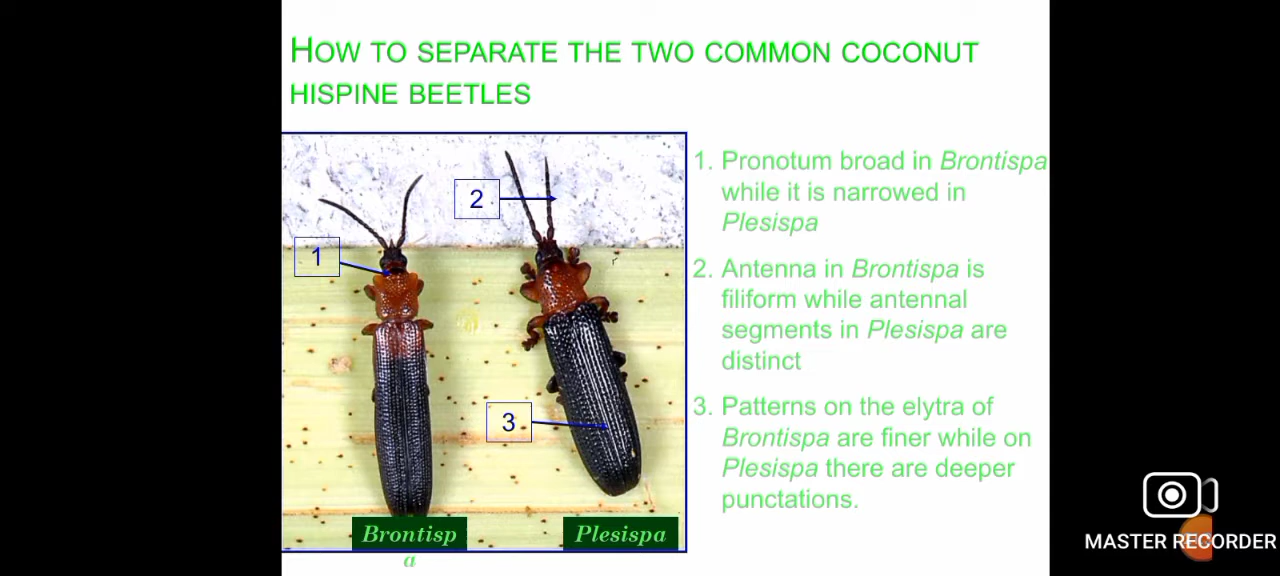 HOW TO SEPARATE THE TWO COMMON COCONUT
HISPINE BEETLES
1
2
3
Brontisp
a
Plesispa
1. Pronotum broad in Brontispa
while it is narrowed in
Plesispa
2. Antenna in Brontispa is
filiform while antennal
segments in Plesispa are
distinct
3. Patterns on the elytra of
Brontispa are finer while on
Plesispa there are deeper
punctations.
MASTER RECORDER